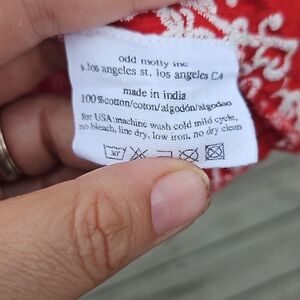 odd molly inc
los angeles st, los angeles CA
made in india
100%cotton/coton/algodón/algodao
for USA:machine wash cold mild cycle,
no bleach, line dry, low iron, no dry clean
30